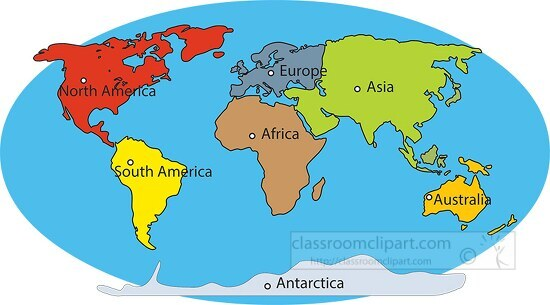 Europe
North America
Asia
Africa
South America
Australia
classroomclipart.com
http://classroomclipart.com
Antarctica